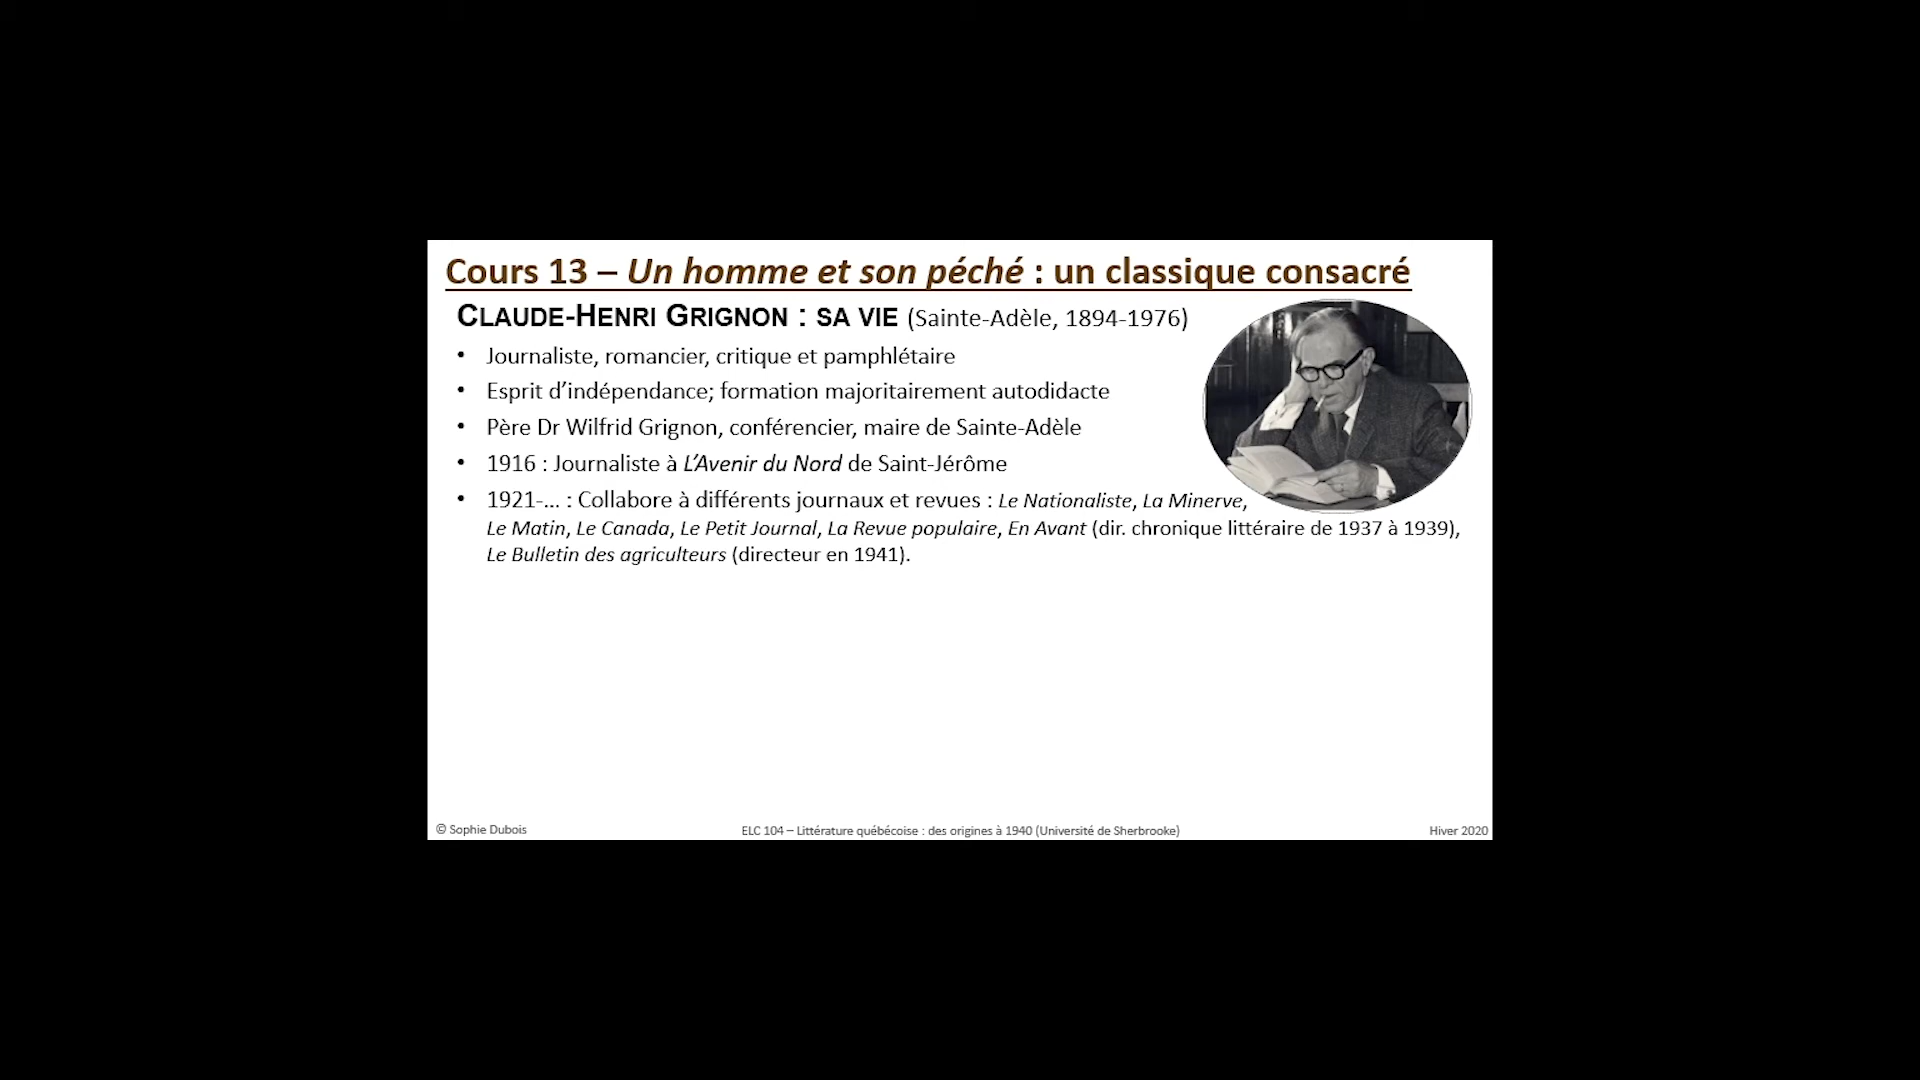 Cours 13 – Un homme et son péché : un classique consacré
CLAUDE-HENRI GRIGNON : SA VIE (Sainte-Adèle, 1894-1976)
• Journaliste, romancier, critique et pamphlétaire
• Esprit d’indépendance; formation majoritairement autodidacte
• Père Dr Wilfrid Grignon, conférencier, maire de Sainte-Adèle
• 1916 : Journaliste à L’Avenir du Nord de Saint-Jérôme
• 1921-... : Collabore à différents journaux et revues : Le Nationaliste, La Minerve,
Le Matin, Le Canada, Le Petit Journal, La Revue populaire, En Avant (dir. chronique littéraire de 1937 à 1939),
Le Bulletin des agriculteurs (directeur en 1941).
© Sophie Dubois
ELC 104 – Littérature québécoise : des origines à 1940 (Université de Sherbrooke)
Hiver 2020